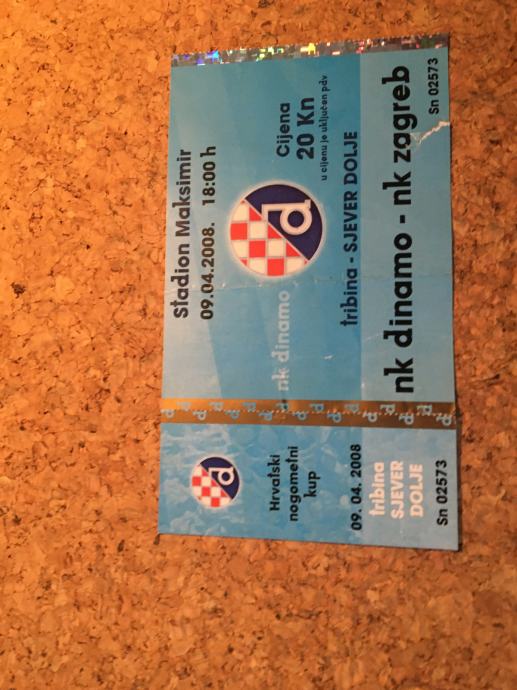 Stadion Maksimir
09.04.2008. 18:00 h
Cijena
20 Kn
u cijenu je uključen pdv
nk dinamo
tribina - SJEVER DOLJE
nk dinamo - nk zagreb
Sn 02573
Hrvatski
nogometni
kup
09. 04. 2008
tribina
SJEVER
DOLJE
Sn 02573